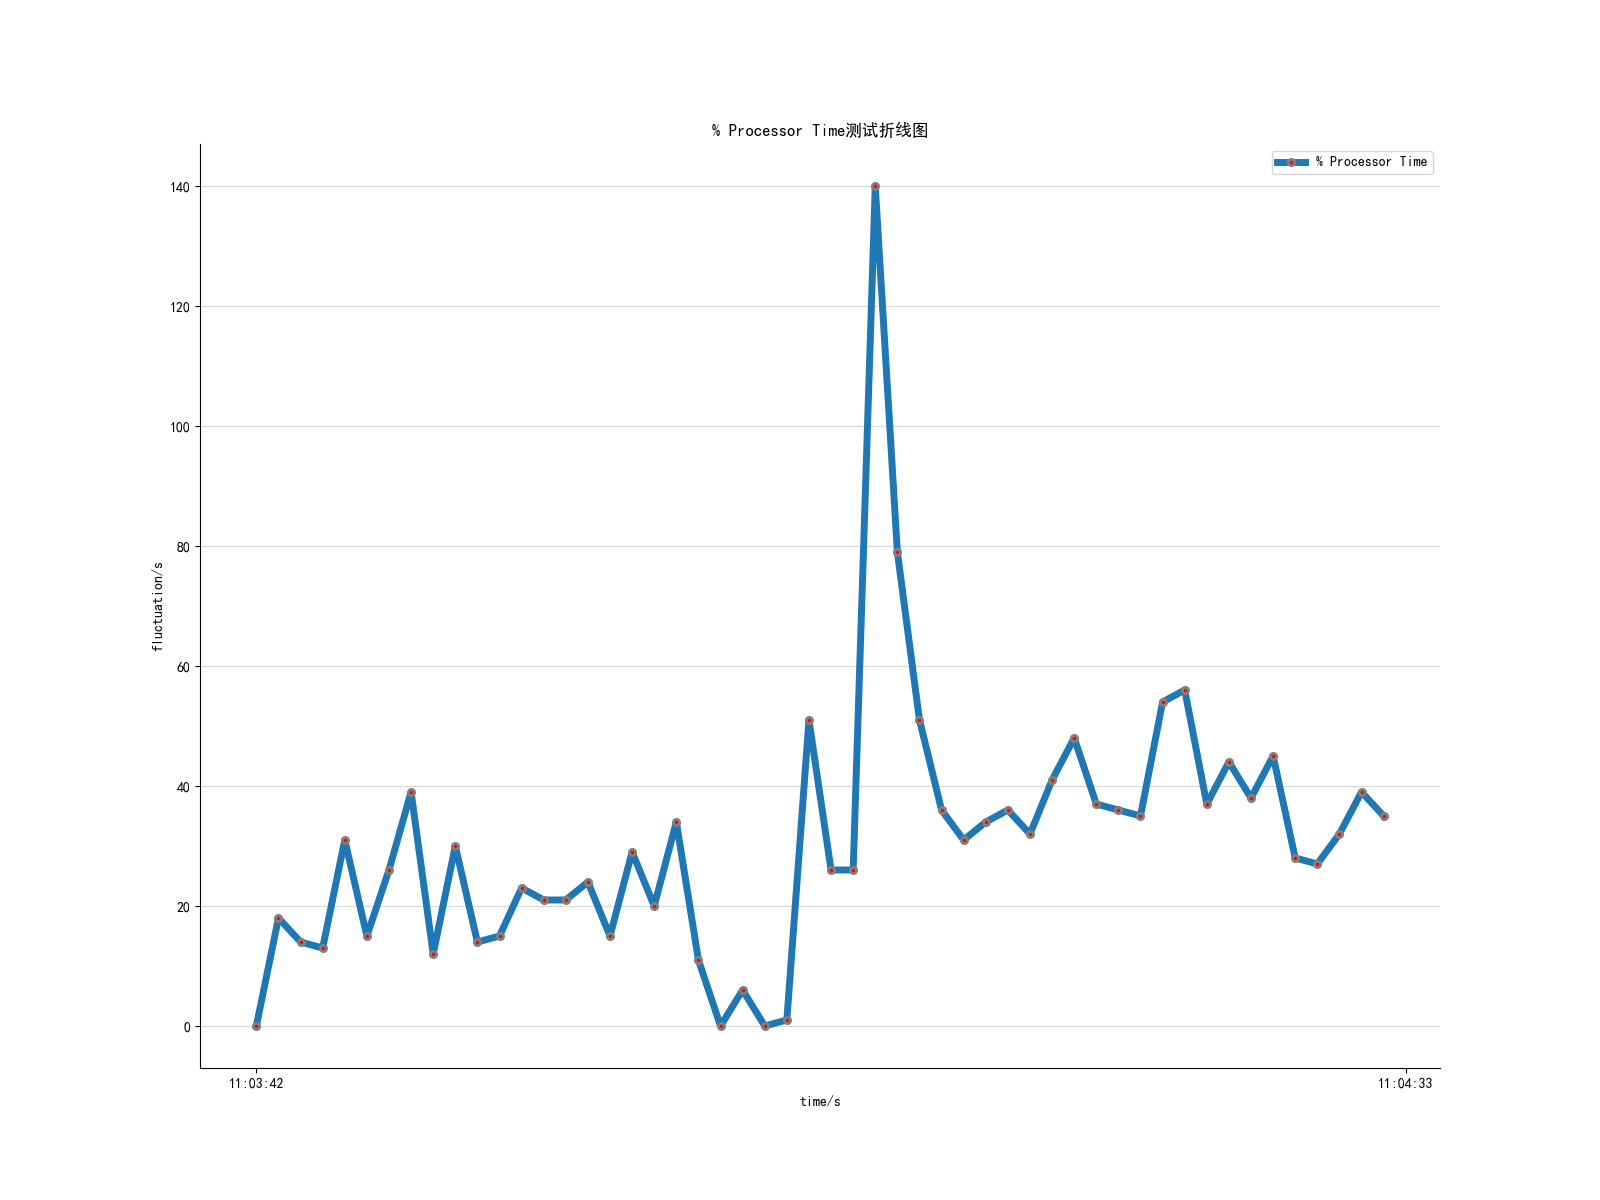 % Processor Time测试折线图
% Processor Time
140
120
100
80
60
40
20
0
fluctuation/s
11:03:42
11:04:33
time/s